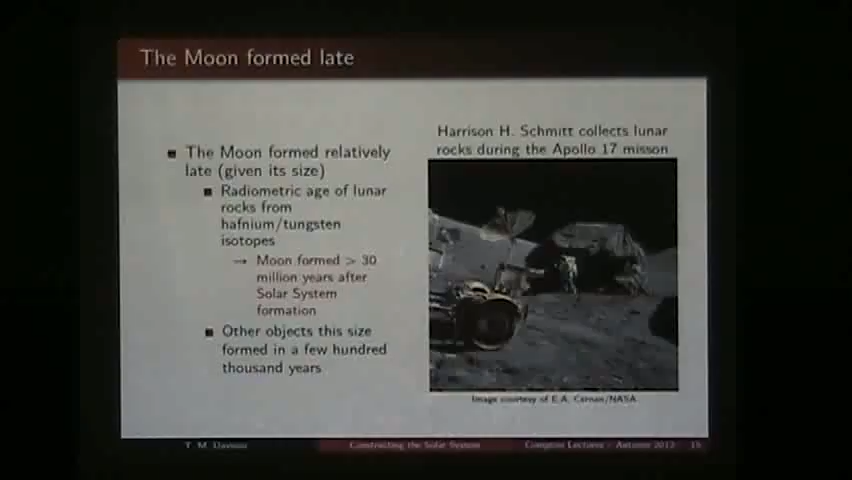 The Moon formed late
The Moon formed relatively
late (given its size)
Radiometric age of lunar
rocks from
hafnium/tungsten
isotopes
→ Moon formed > 30
million years after
Solar System
formation
Other objects this size
formed in a few hundred
thousand years
Harrison H. Schmitt collects lunar
rocks during the Apollo 17 misson
Image courtesy of E.A. Cernan/NASA
T. M. Davison
Constructing the Solar System
Compton Lectures – Autumn 2012
15